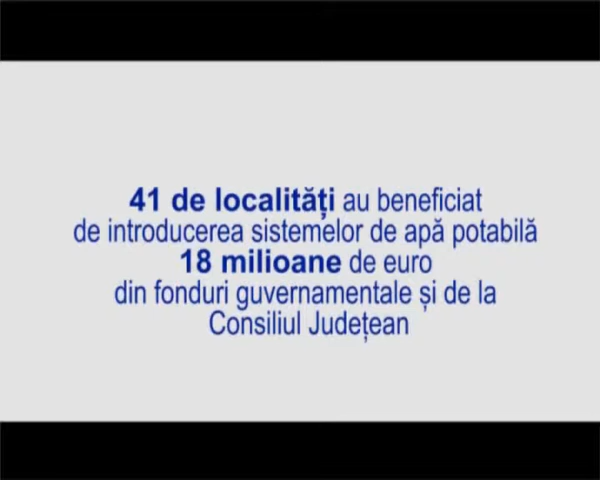 41 de localități au beneficiat
de introducerea sistemelor de apă potabilă
18 milioane de euro
din fonduri guvernamentale și de la
Consiliul Județean